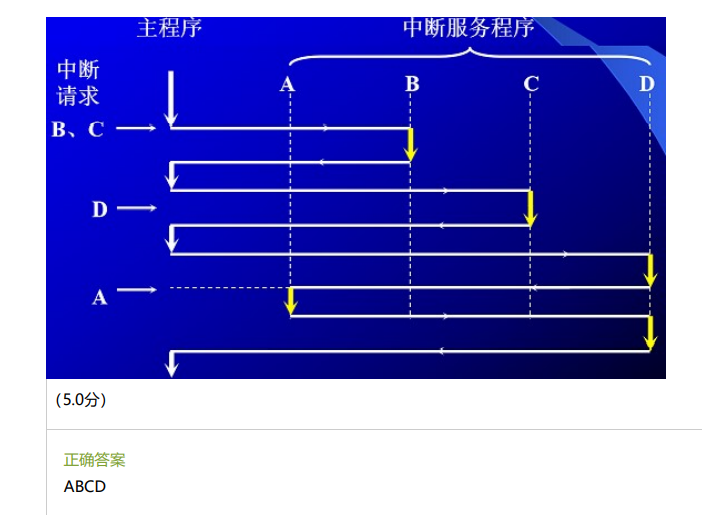 主程序 中断服务程序
中断
请求
A B C D
B、C
D
A
(5.0分)
正确答案
ABCD